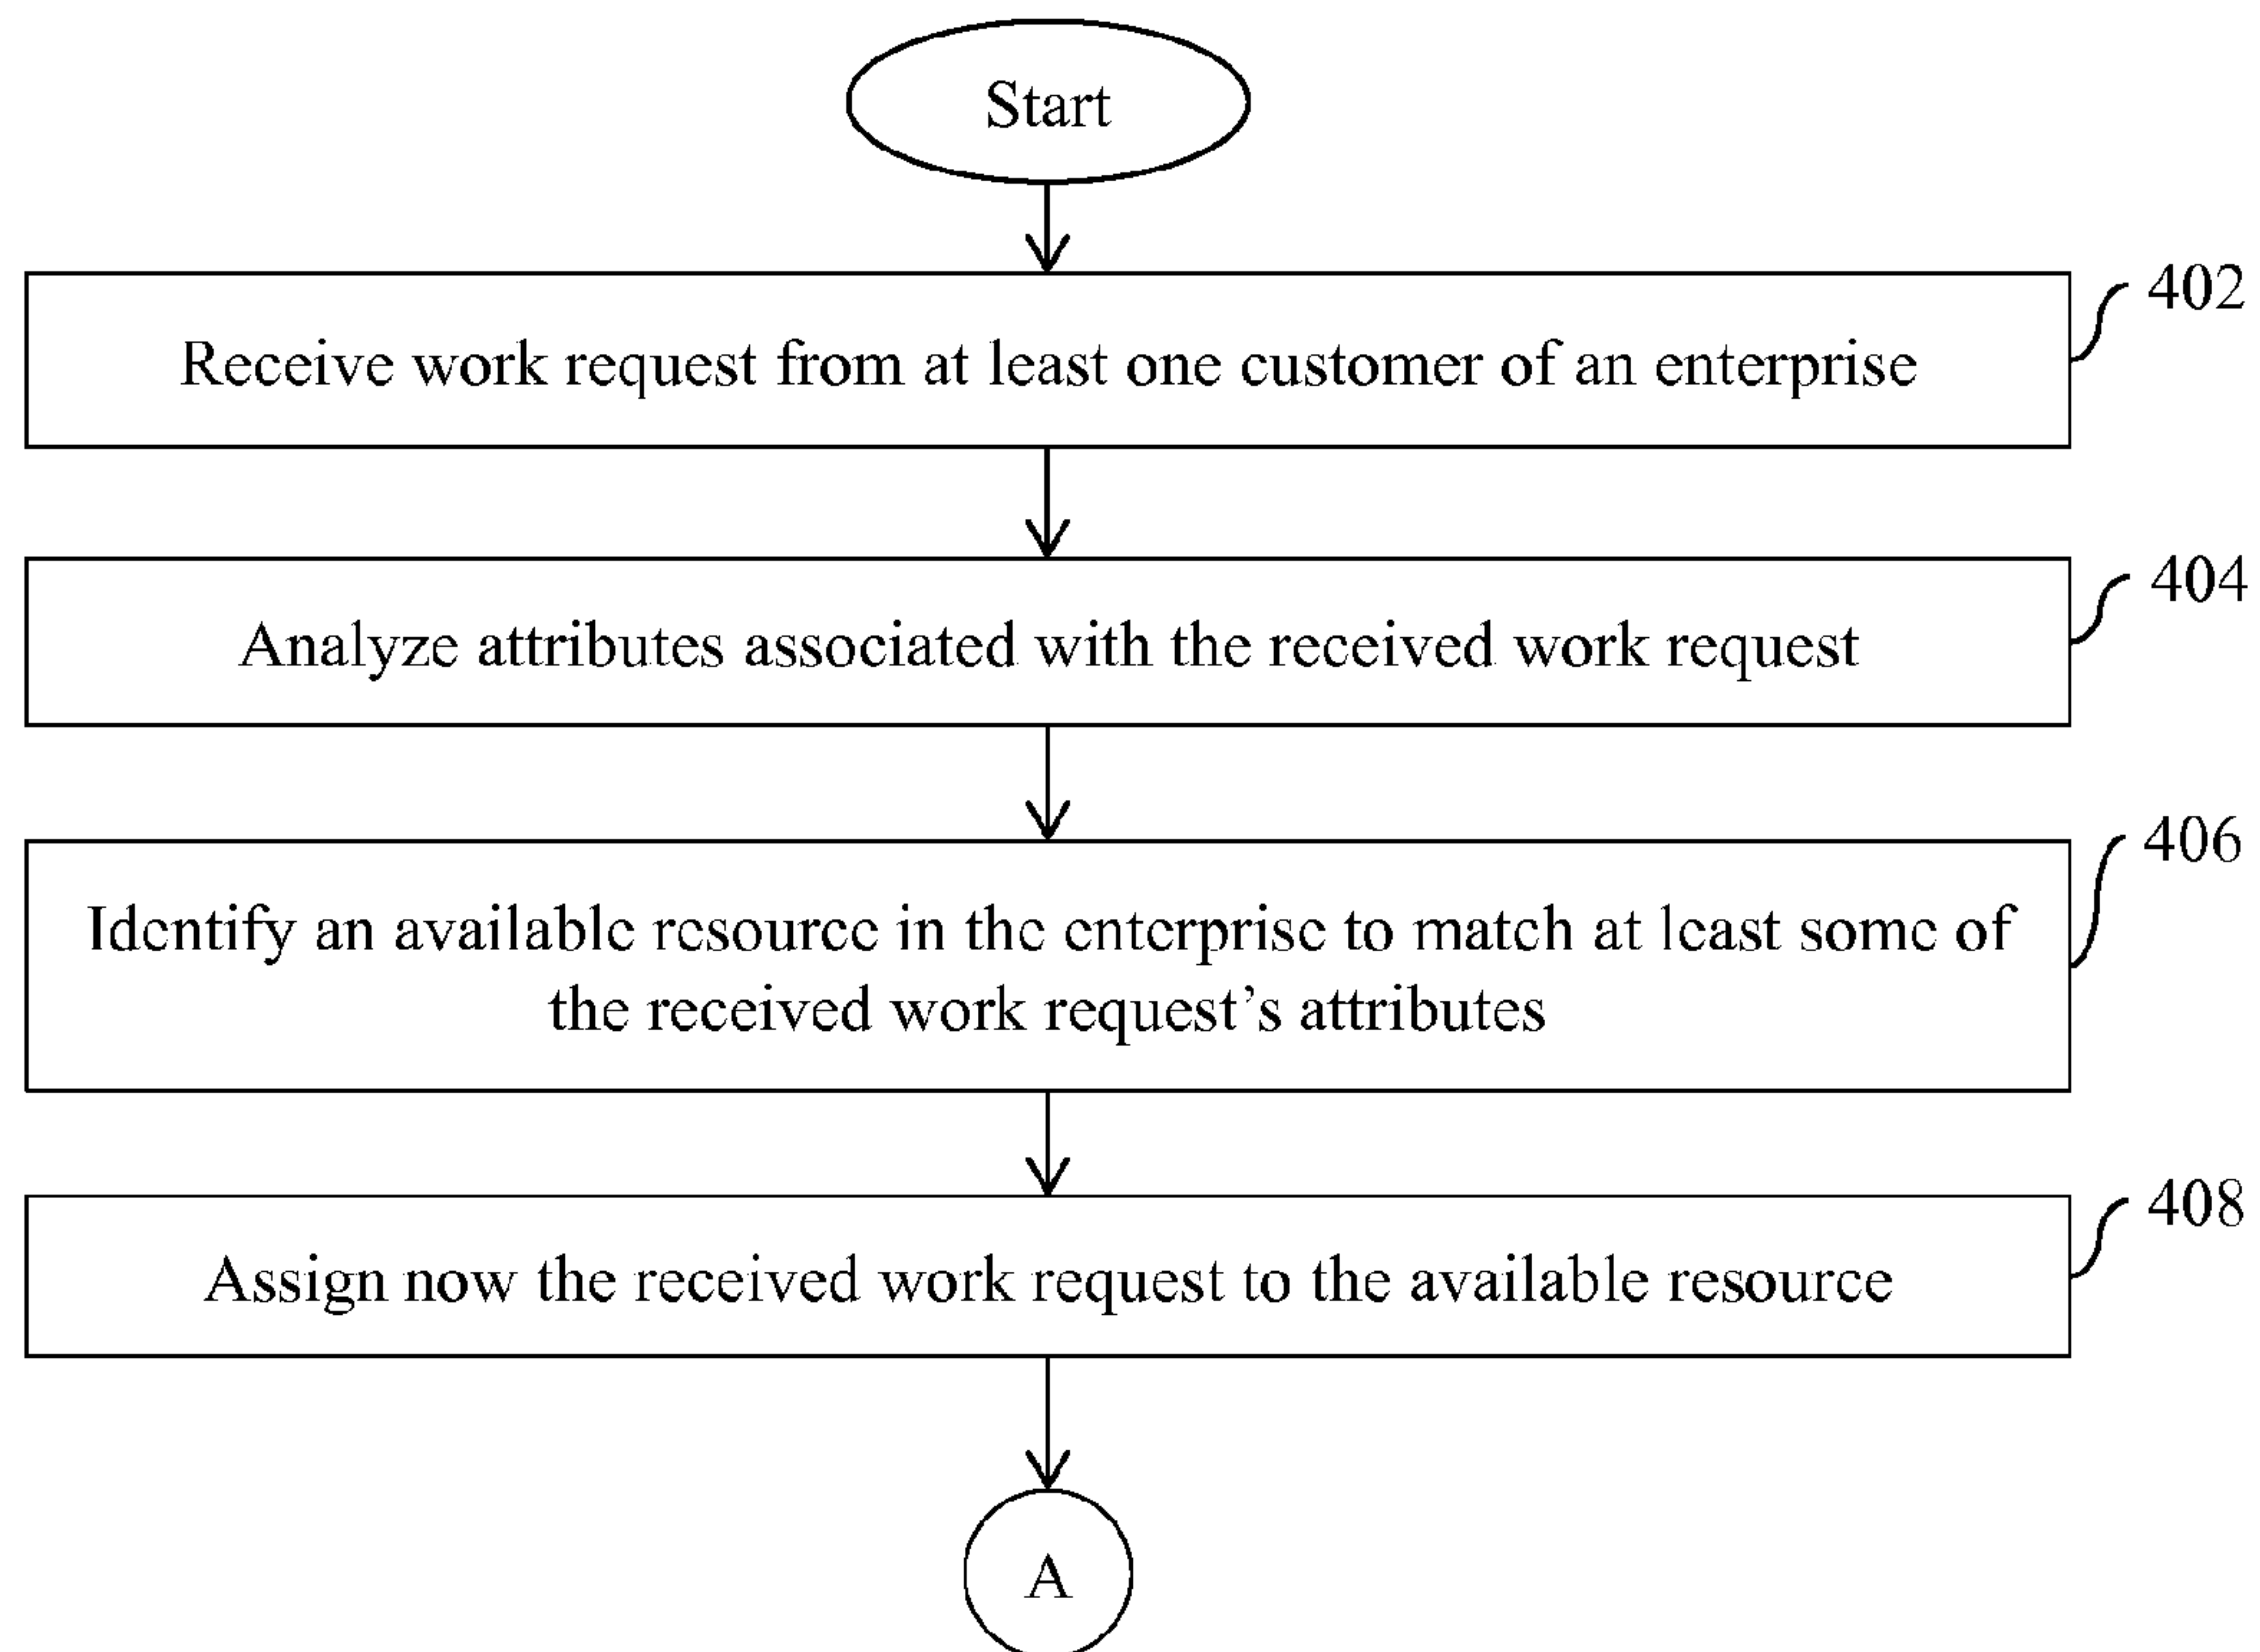 Start
402
Receive work request from at least one customer of an enterprise
404
Analyze attributes associated with the received work request
406
Identify an available resource in the enterprise to match at least some of
the received work request’s attributes
408
Assign now the received work request to the available resource
A